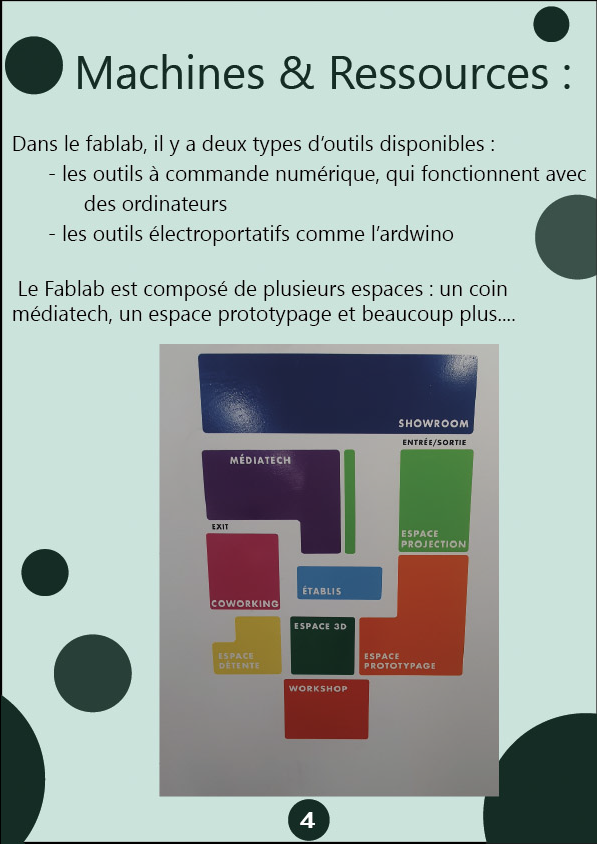 Machines & Ressources :
Dans le fablab, il y a deux types d’outils disponibles :
- les outils à commande numérique, qui fonctionnent avec
des ordinateurs
- les outils électroportatifs comme l’ardwino
Le Fablab est composé de plusieurs espaces : un coin
médiatech, un espace prototypage et beaucoup plus....
SHOWROOM
ENTRÉE/SORTIE
MÉDIATECH
EXIT
ESPACE
PROJECTION
COWORKING
ÉTABLIS
ESPACE 3D
ESPACE
DÉTENTE
ESPACE
PROTOTYPAGE
WORKSHOP
4